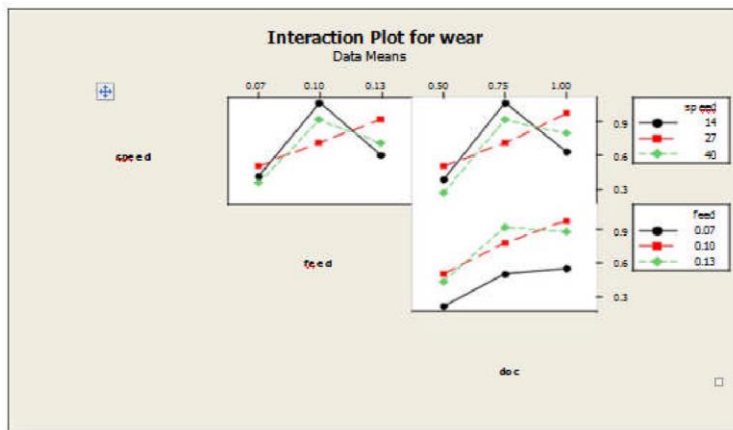 Interaction Plot for wear
Data Means
0.07 0.10 0.13 0.50 0.75 1.00
speed
0.9
0.6
0.3
speed
14
27
40
feed
0.9
0.6
0.3
feed
0.07
0.10
0.13
doc